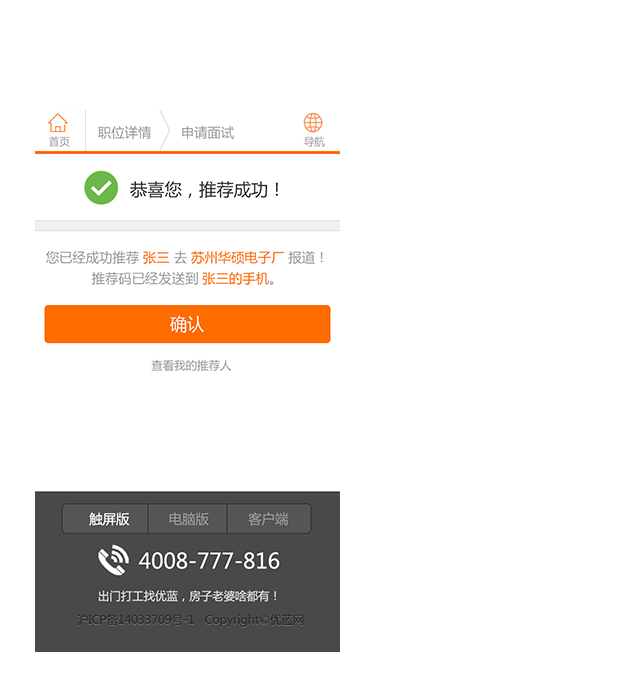 首页 职位详情 申请面试 导航
恭喜您，推荐成功！
您已经成功推荐 张三 去 苏州华硕电子厂 报道！
推荐码已经发送到 张三的手机。
确认
查看我的推荐人
触屏版 电脑版 客户端
4008-777-816
出门打工找优蓝，房子老婆啥都有！
沪ICP备14033709号-1 Copyright©优蓝网